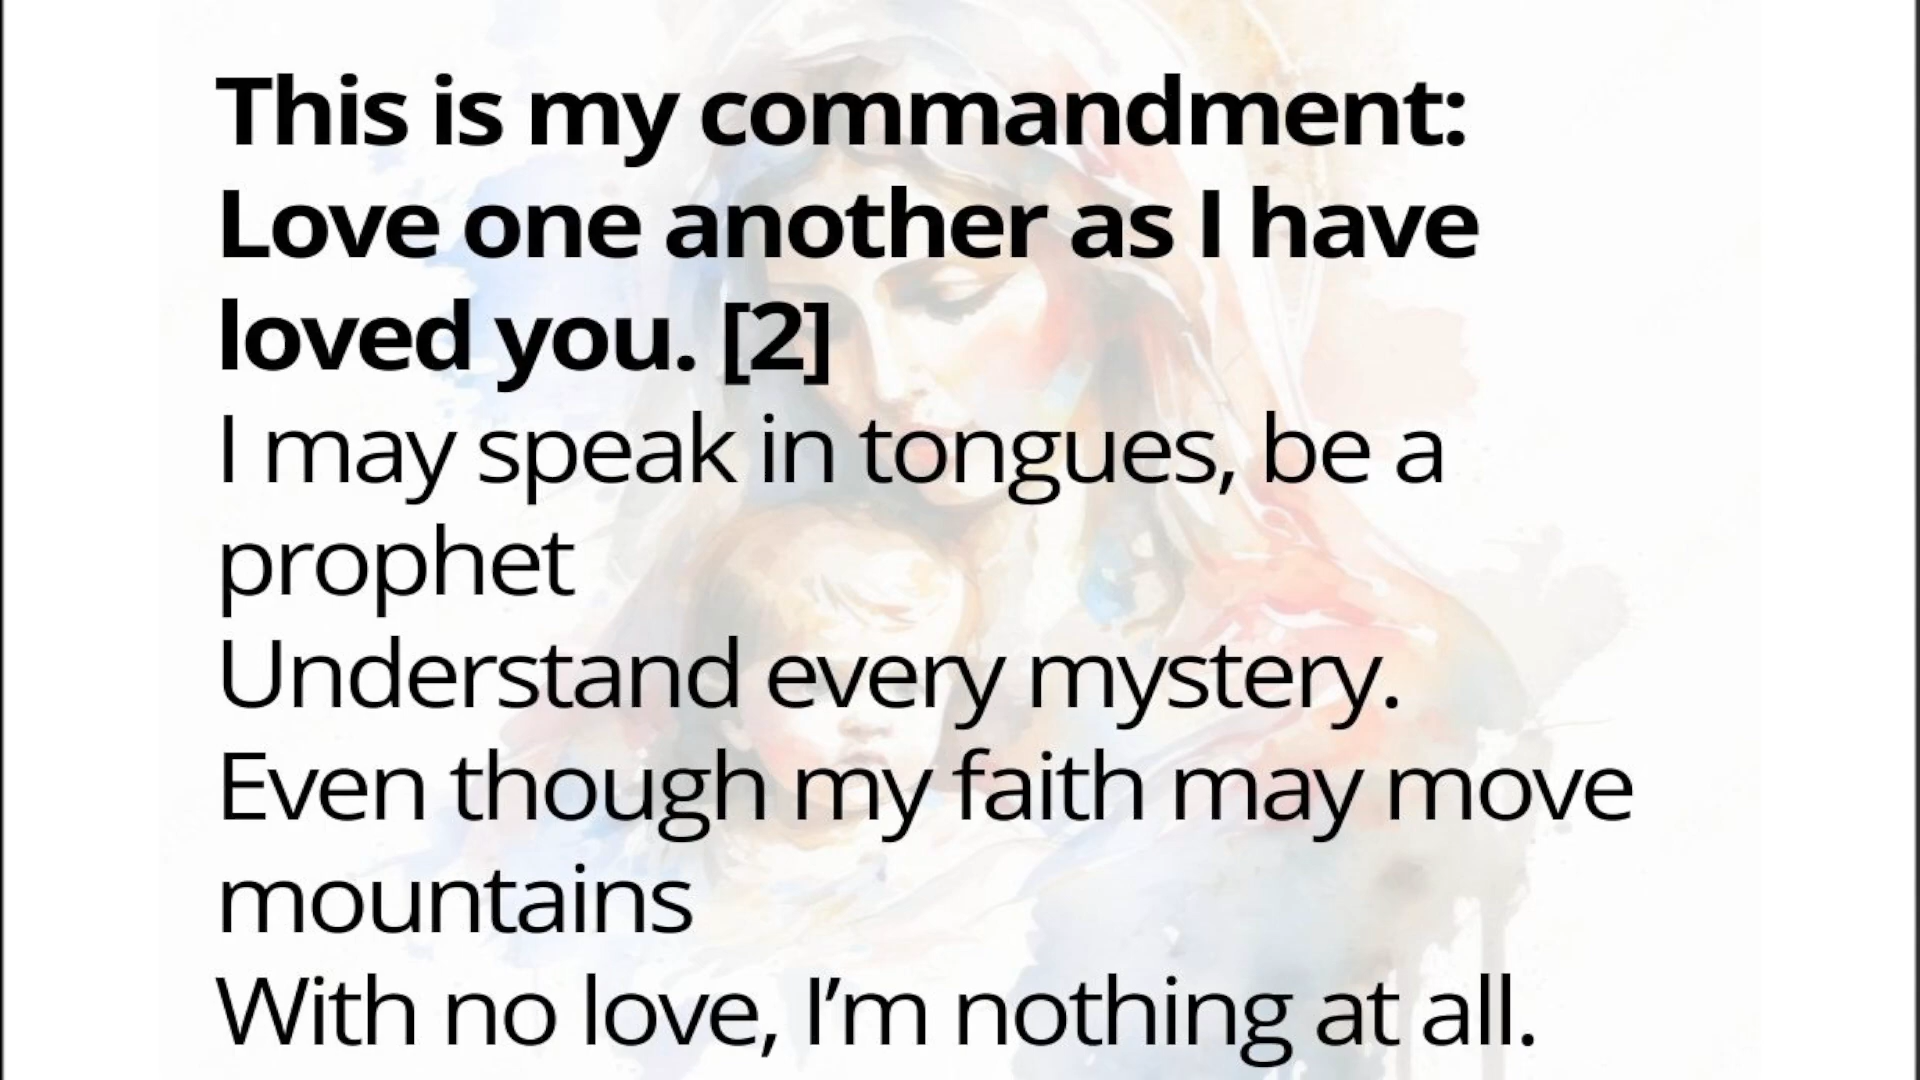 This is my commandment:
Love one another as I have
loved you. [2]
I may speak in tongues, be a
prophet
Understand every mystery.
Even though my faith may move
mountains
With no love, I’m nothing at all.